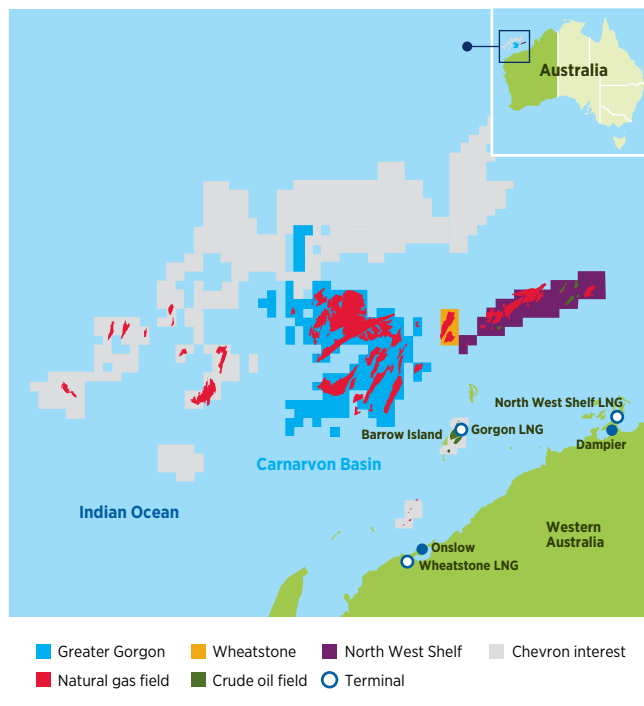 Australia
North West Shelf LNG
Barrow Island
Gorgon LNG
Dampier
Carnarvon Basin
Indian Ocean
Western
Australia
Onslow
Wheatstone LNG
Greater Gorgon
Wheatstone
North West Shelf
Chevron interest
Natural gas field
Crude oil field
Terminal